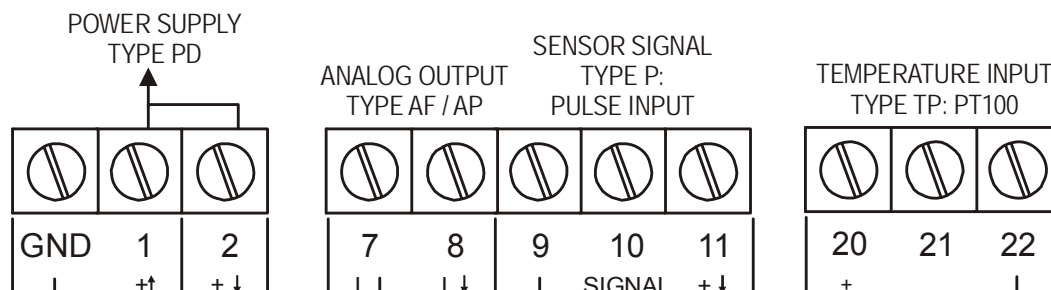 POWER SUPPLY
TYPE PD
ANALOG OUTPUT
TYPE AF / AP
SENSOR SIGNAL
TYPE P:
PULSE INPUT
TEMPERATURE INPUT
TYPE TP: PT100
GND 1 2
7 8 9 10 11
20 21 22
SIGNAL